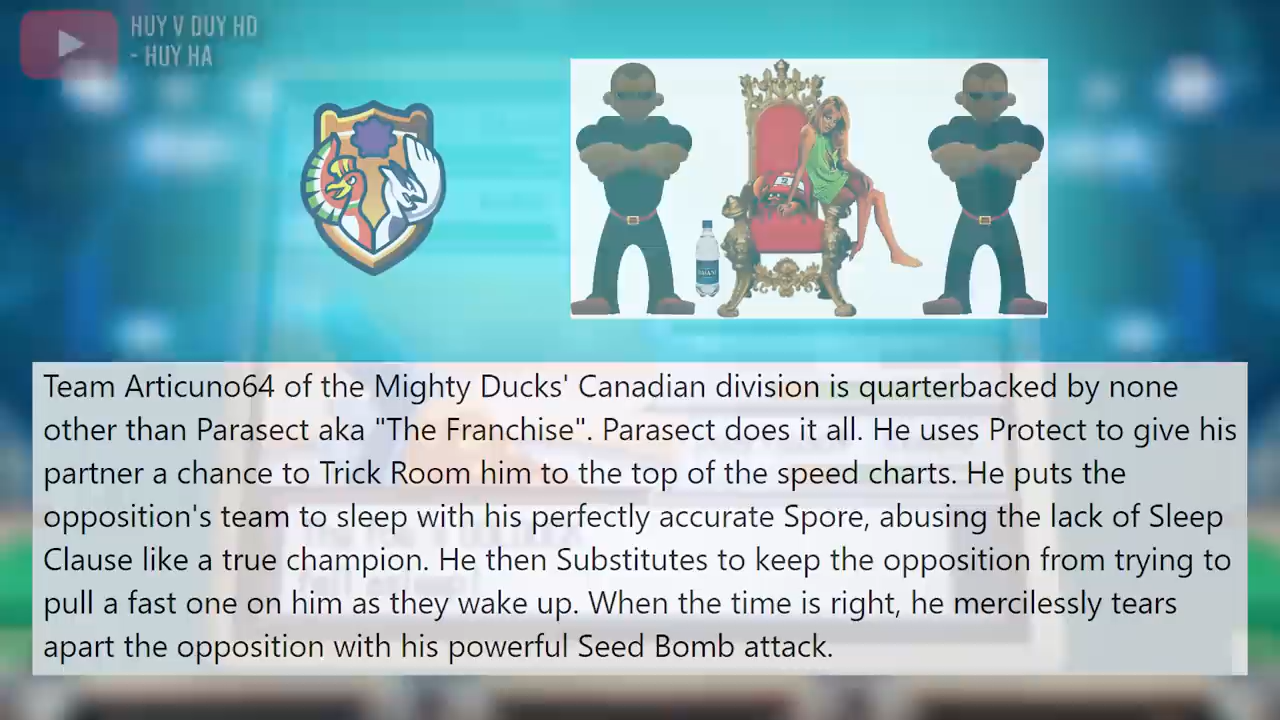 HUY V DUY HD
- HUY HA
Team Articuno64 of the Mighty Ducks' Canadian division is quarterbacked by none
other than Parasect aka "The Franchise". Parasect does it all. He uses Protect to give his
partner a chance to Trick Room him to the top of the speed charts. He puts the
opposition's team to sleep with his perfectly accurate Spore, abusing the lack of Sleep
Clause like a true champion. He then Substitutes to keep the opposition from trying to
pull a fast one on him as they wake up. When the time is right, he mercilessly tears
apart the opposition with his powerful Seed Bomb attack.